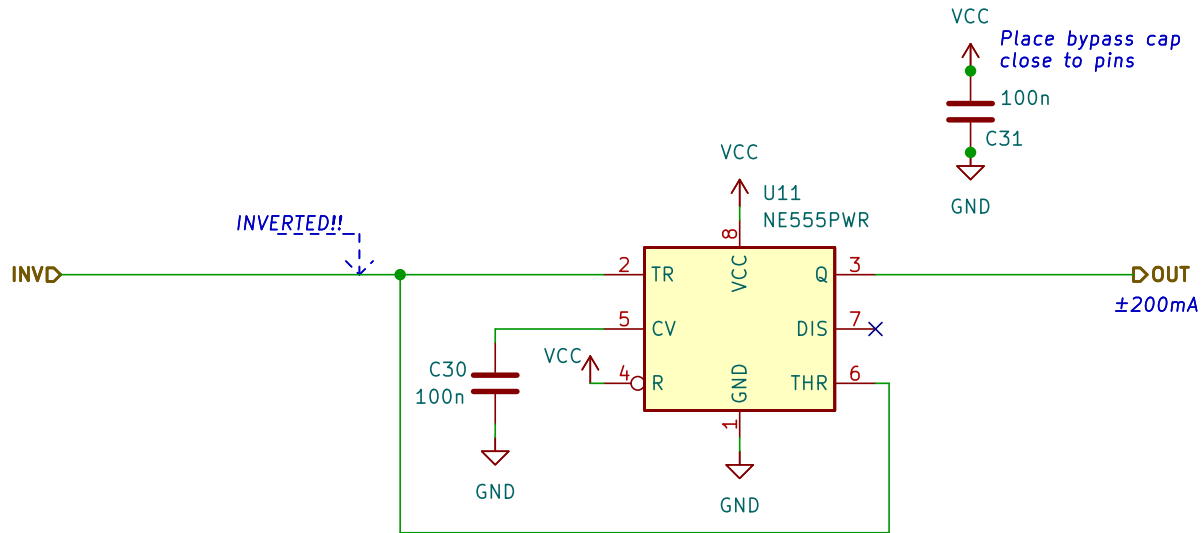 VCC
Place bypass cap
close to pins
100n
C31
GND
VCC
U11
NE555PWR
INVERTED!!
8
INV
2
TR
VCC
Q
3
OUT
±200mA
5
CV
DIS
7
VCC
C30
100n
4
R
GND
THR
6
1
GND
GND